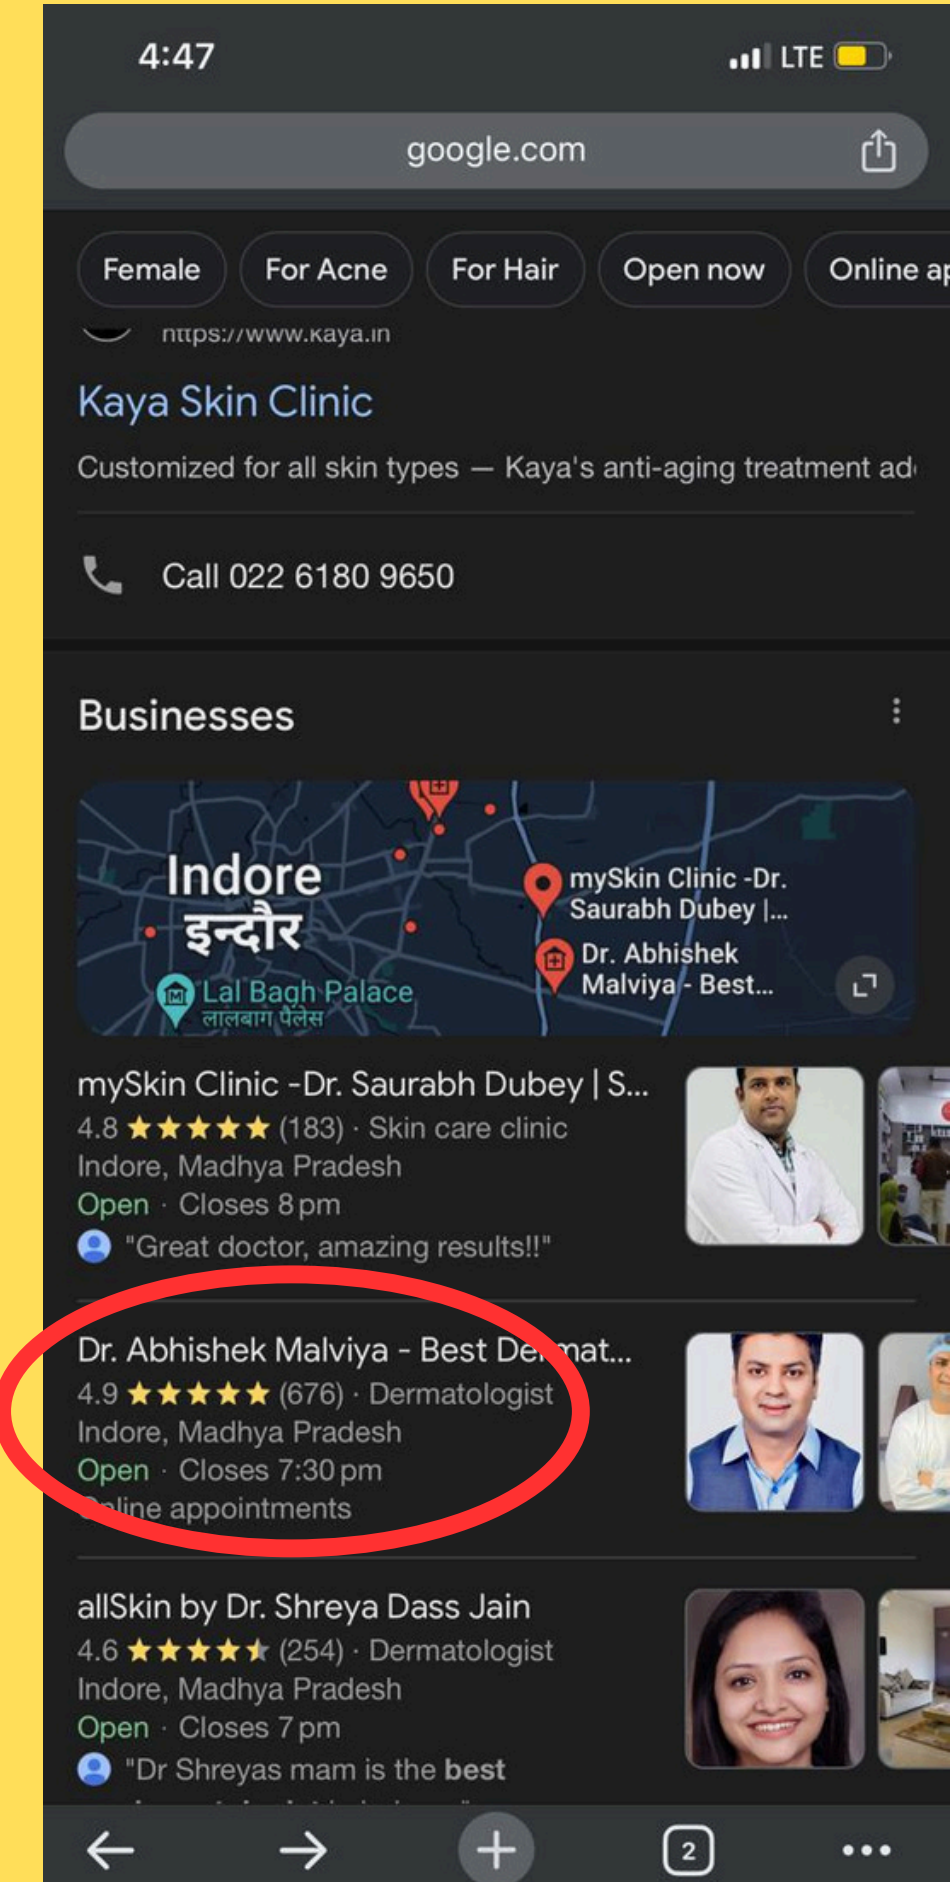 4:47
LTE
google.com
Female
For Acne
For Hair
Open now
Online ap
https://www.kaya.in
Kaya Skin Clinic
Customized for all skin types — Kaya's anti-aging treatment ad
Call 022 6180 9650
Businesses
Indore
इन्दौर
mySkin Clinic -Dr.
Saurabh Dubey |...
Dr. Abhishek
Malviya - Best...
Lal Bagh Palace
लालबाग पैलेस
mySkin Clinic -Dr. Saurabh Dubey | S...
4.8 (183) · Skin care clinic
Indore, Madhya Pradesh
Open · Closes 8 pm
"Great doctor, amazing results!!"
Dr. Abhishek Malviya - Best Dermat...
4.9 (676) · Dermatologist
Indore, Madhya Pradesh
Open · Closes 7:30 pm
Online appointments
allSkin by Dr. Shreya Dass Jain
4.6 (254) · Dermatologist
Indore, Madhya Pradesh
Open · Closes 7 pm
"Dr Shreyas mam is the best
2